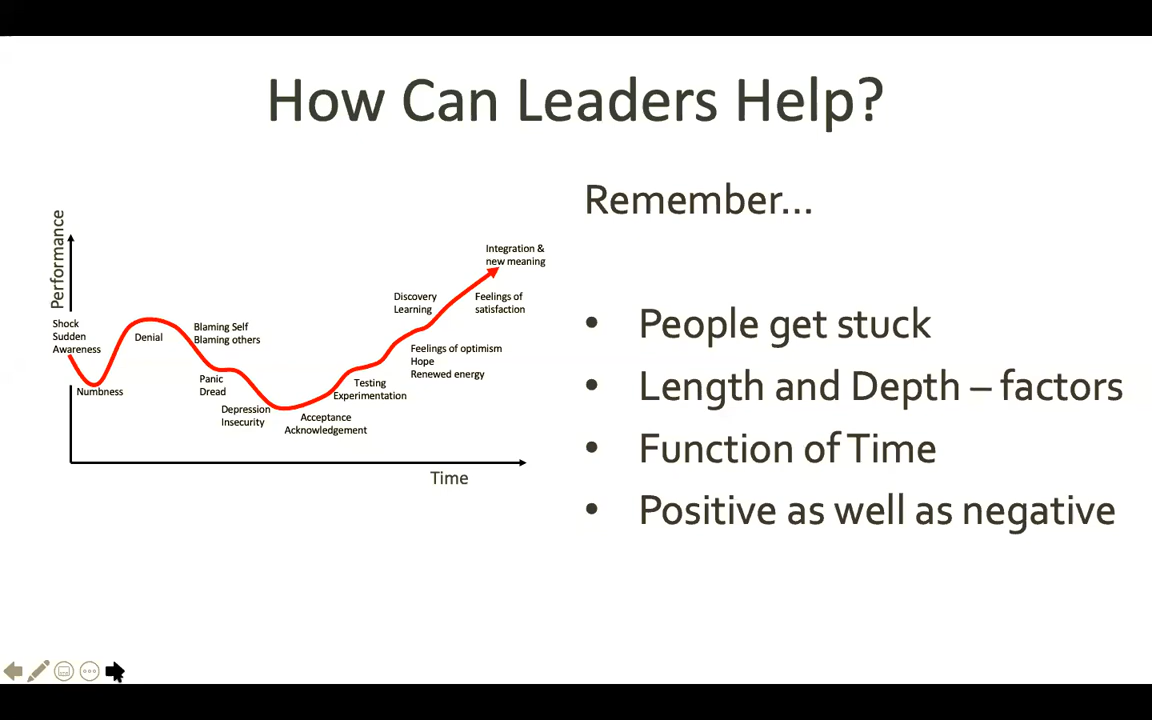 How Can Leaders Help?
Performance
Shock
Sudden
Awareness
Numbness
Denial
Blaming Self
Blaming others
Panic
Dread
Depression
Insecurity
Acceptance
Acknowledgement
Testing
Experimentation
Feelings of optimism
Hope
Renewed energy
Discovery
Learning
Feelings of
satisfaction
Integration &
new meaning
Time
Remember...
• People get stuck
• Length and Depth – factors
• Function of Time
• Positive as well as negative